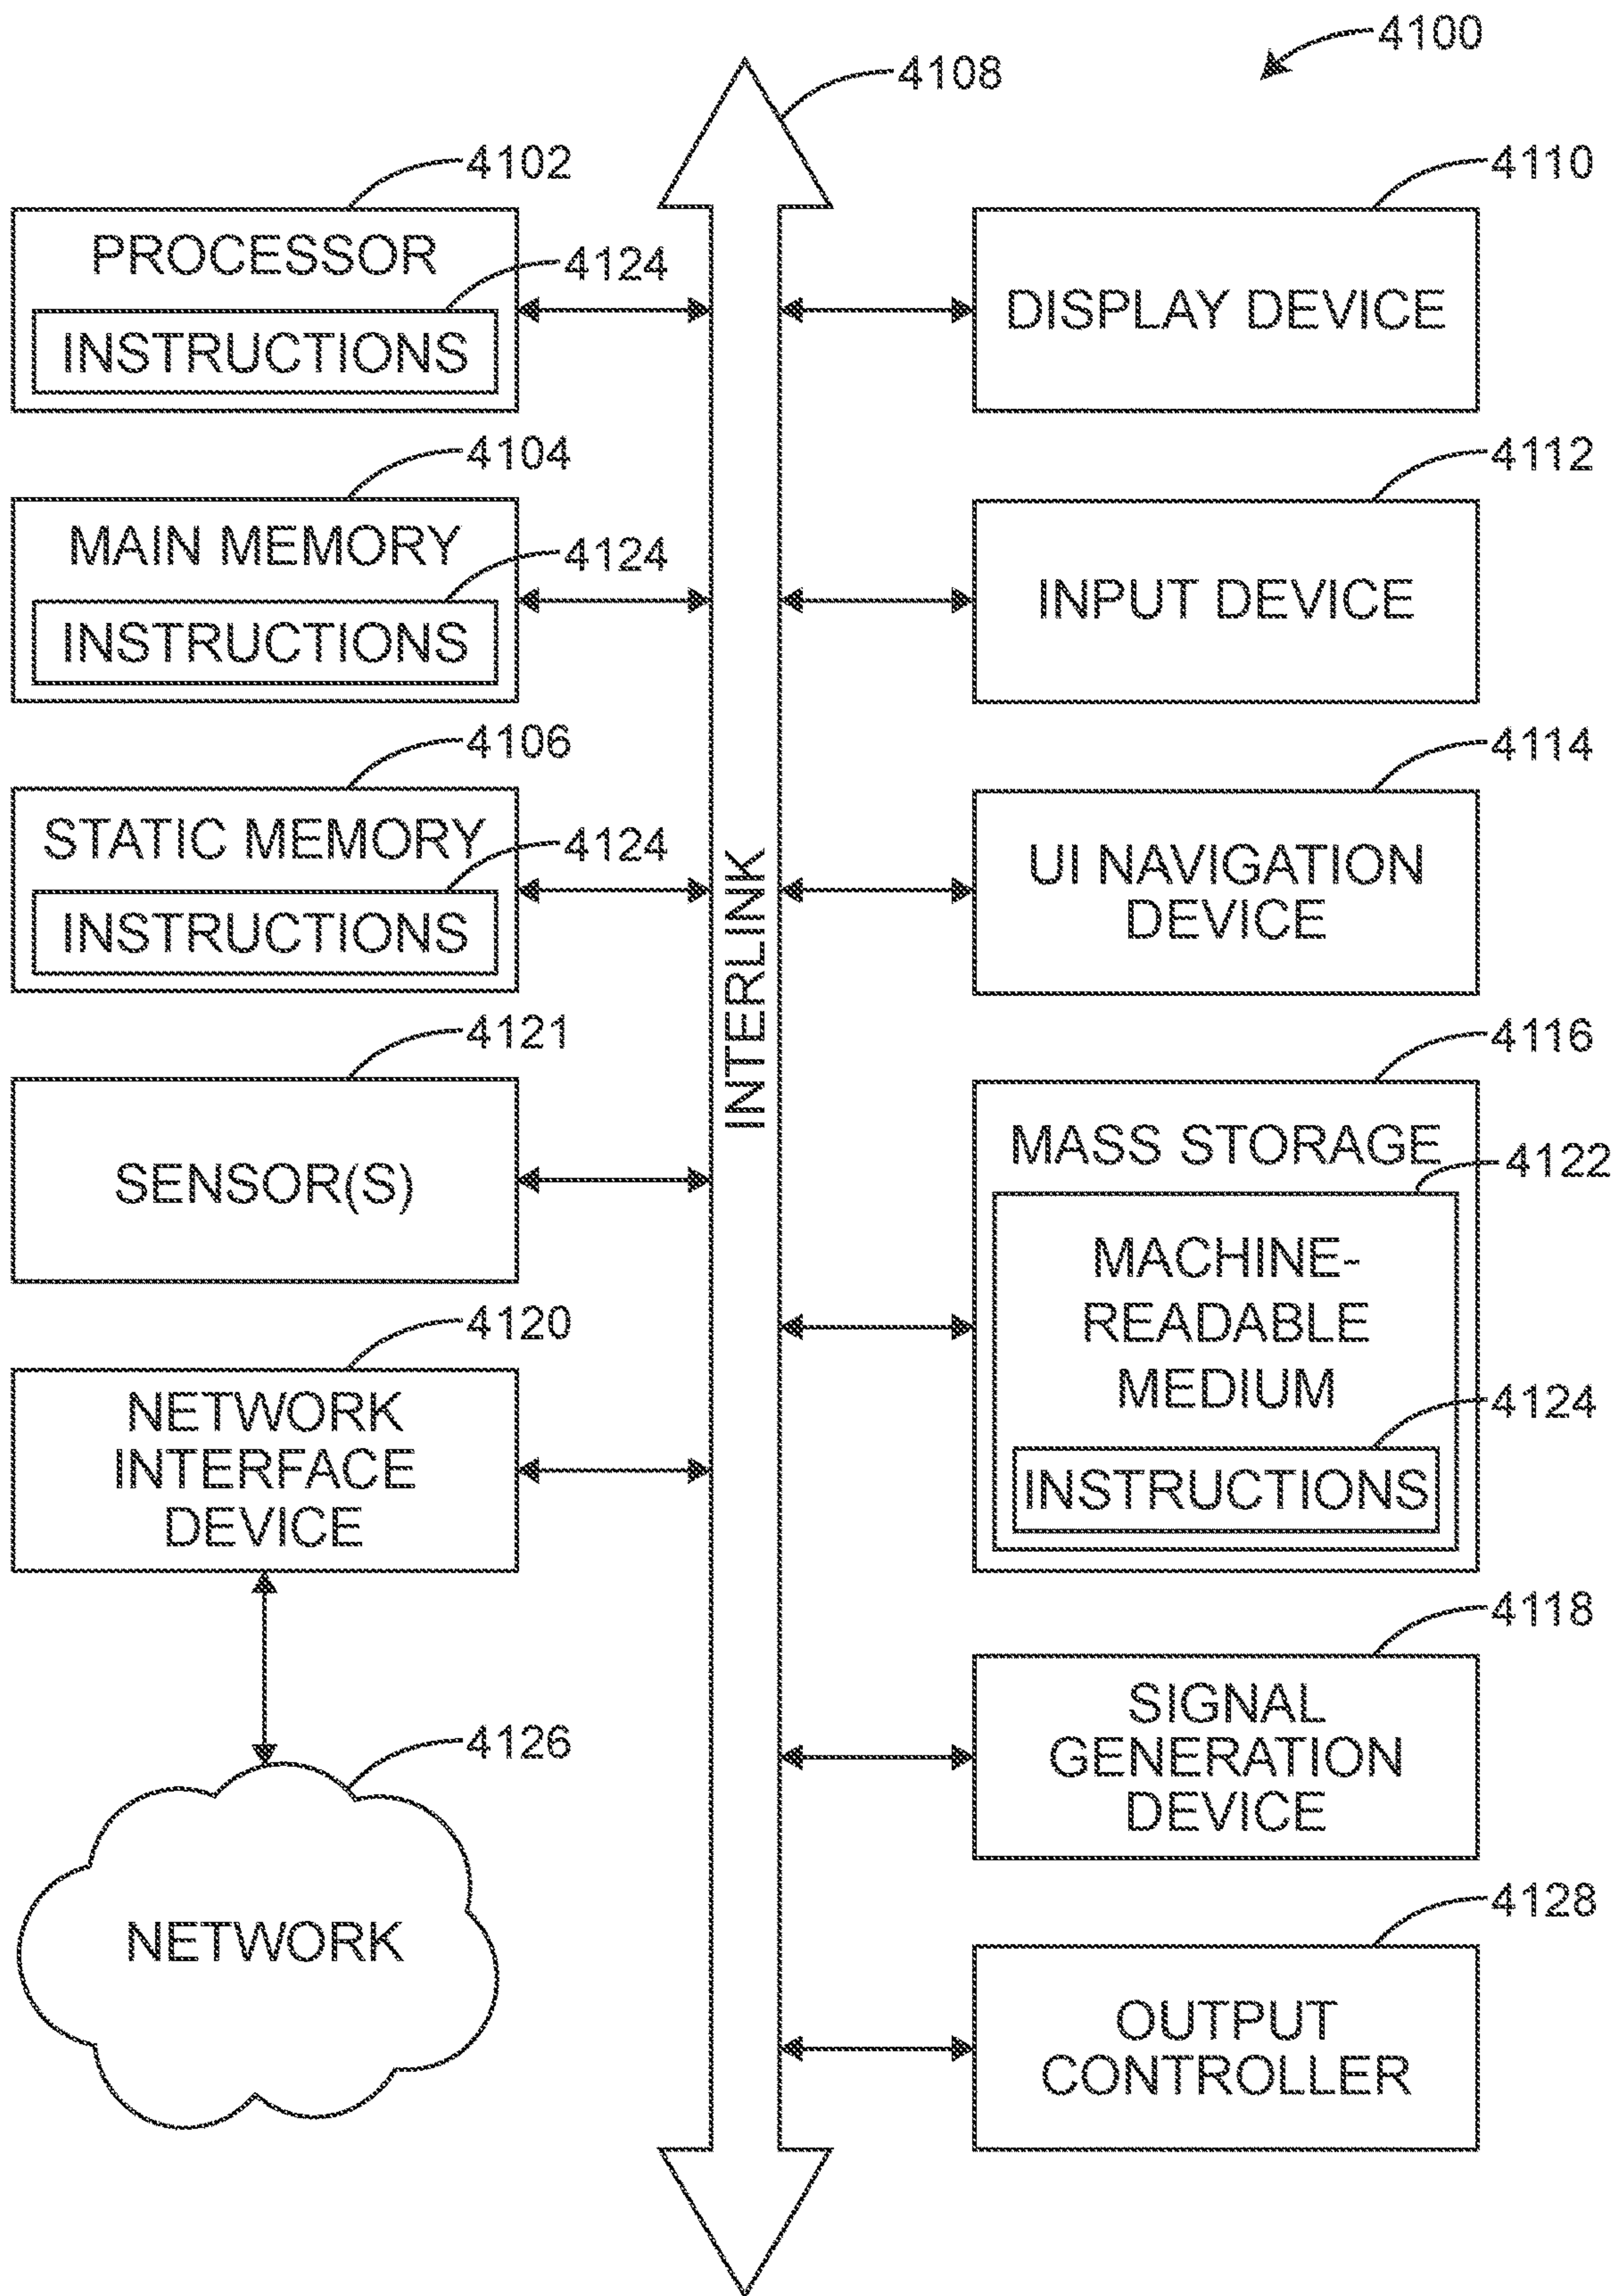 4100
4108
4102
PROCESSOR
4124
INSTRUCTIONS
4104
MAIN MEMORY
4124
INSTRUCTIONS
4106
STATIC MEMORY
4124
INSTRUCTIONS
4121
SENSOR(S)
4120
NETWORK
INTERFACE
DEVICE
4126
NETWORK
INTERLINK
4110
DISPLAY DEVICE
4112
INPUT DEVICE
4114
UI NAVIGATION
DEVICE
4116
MASS STORAGE
4122
MACHINE-
READABLE
MEDIUM
4124
INSTRUCTIONS
4118
SIGNAL
GENERATION
DEVICE
4128
OUTPUT
CONTROLLER